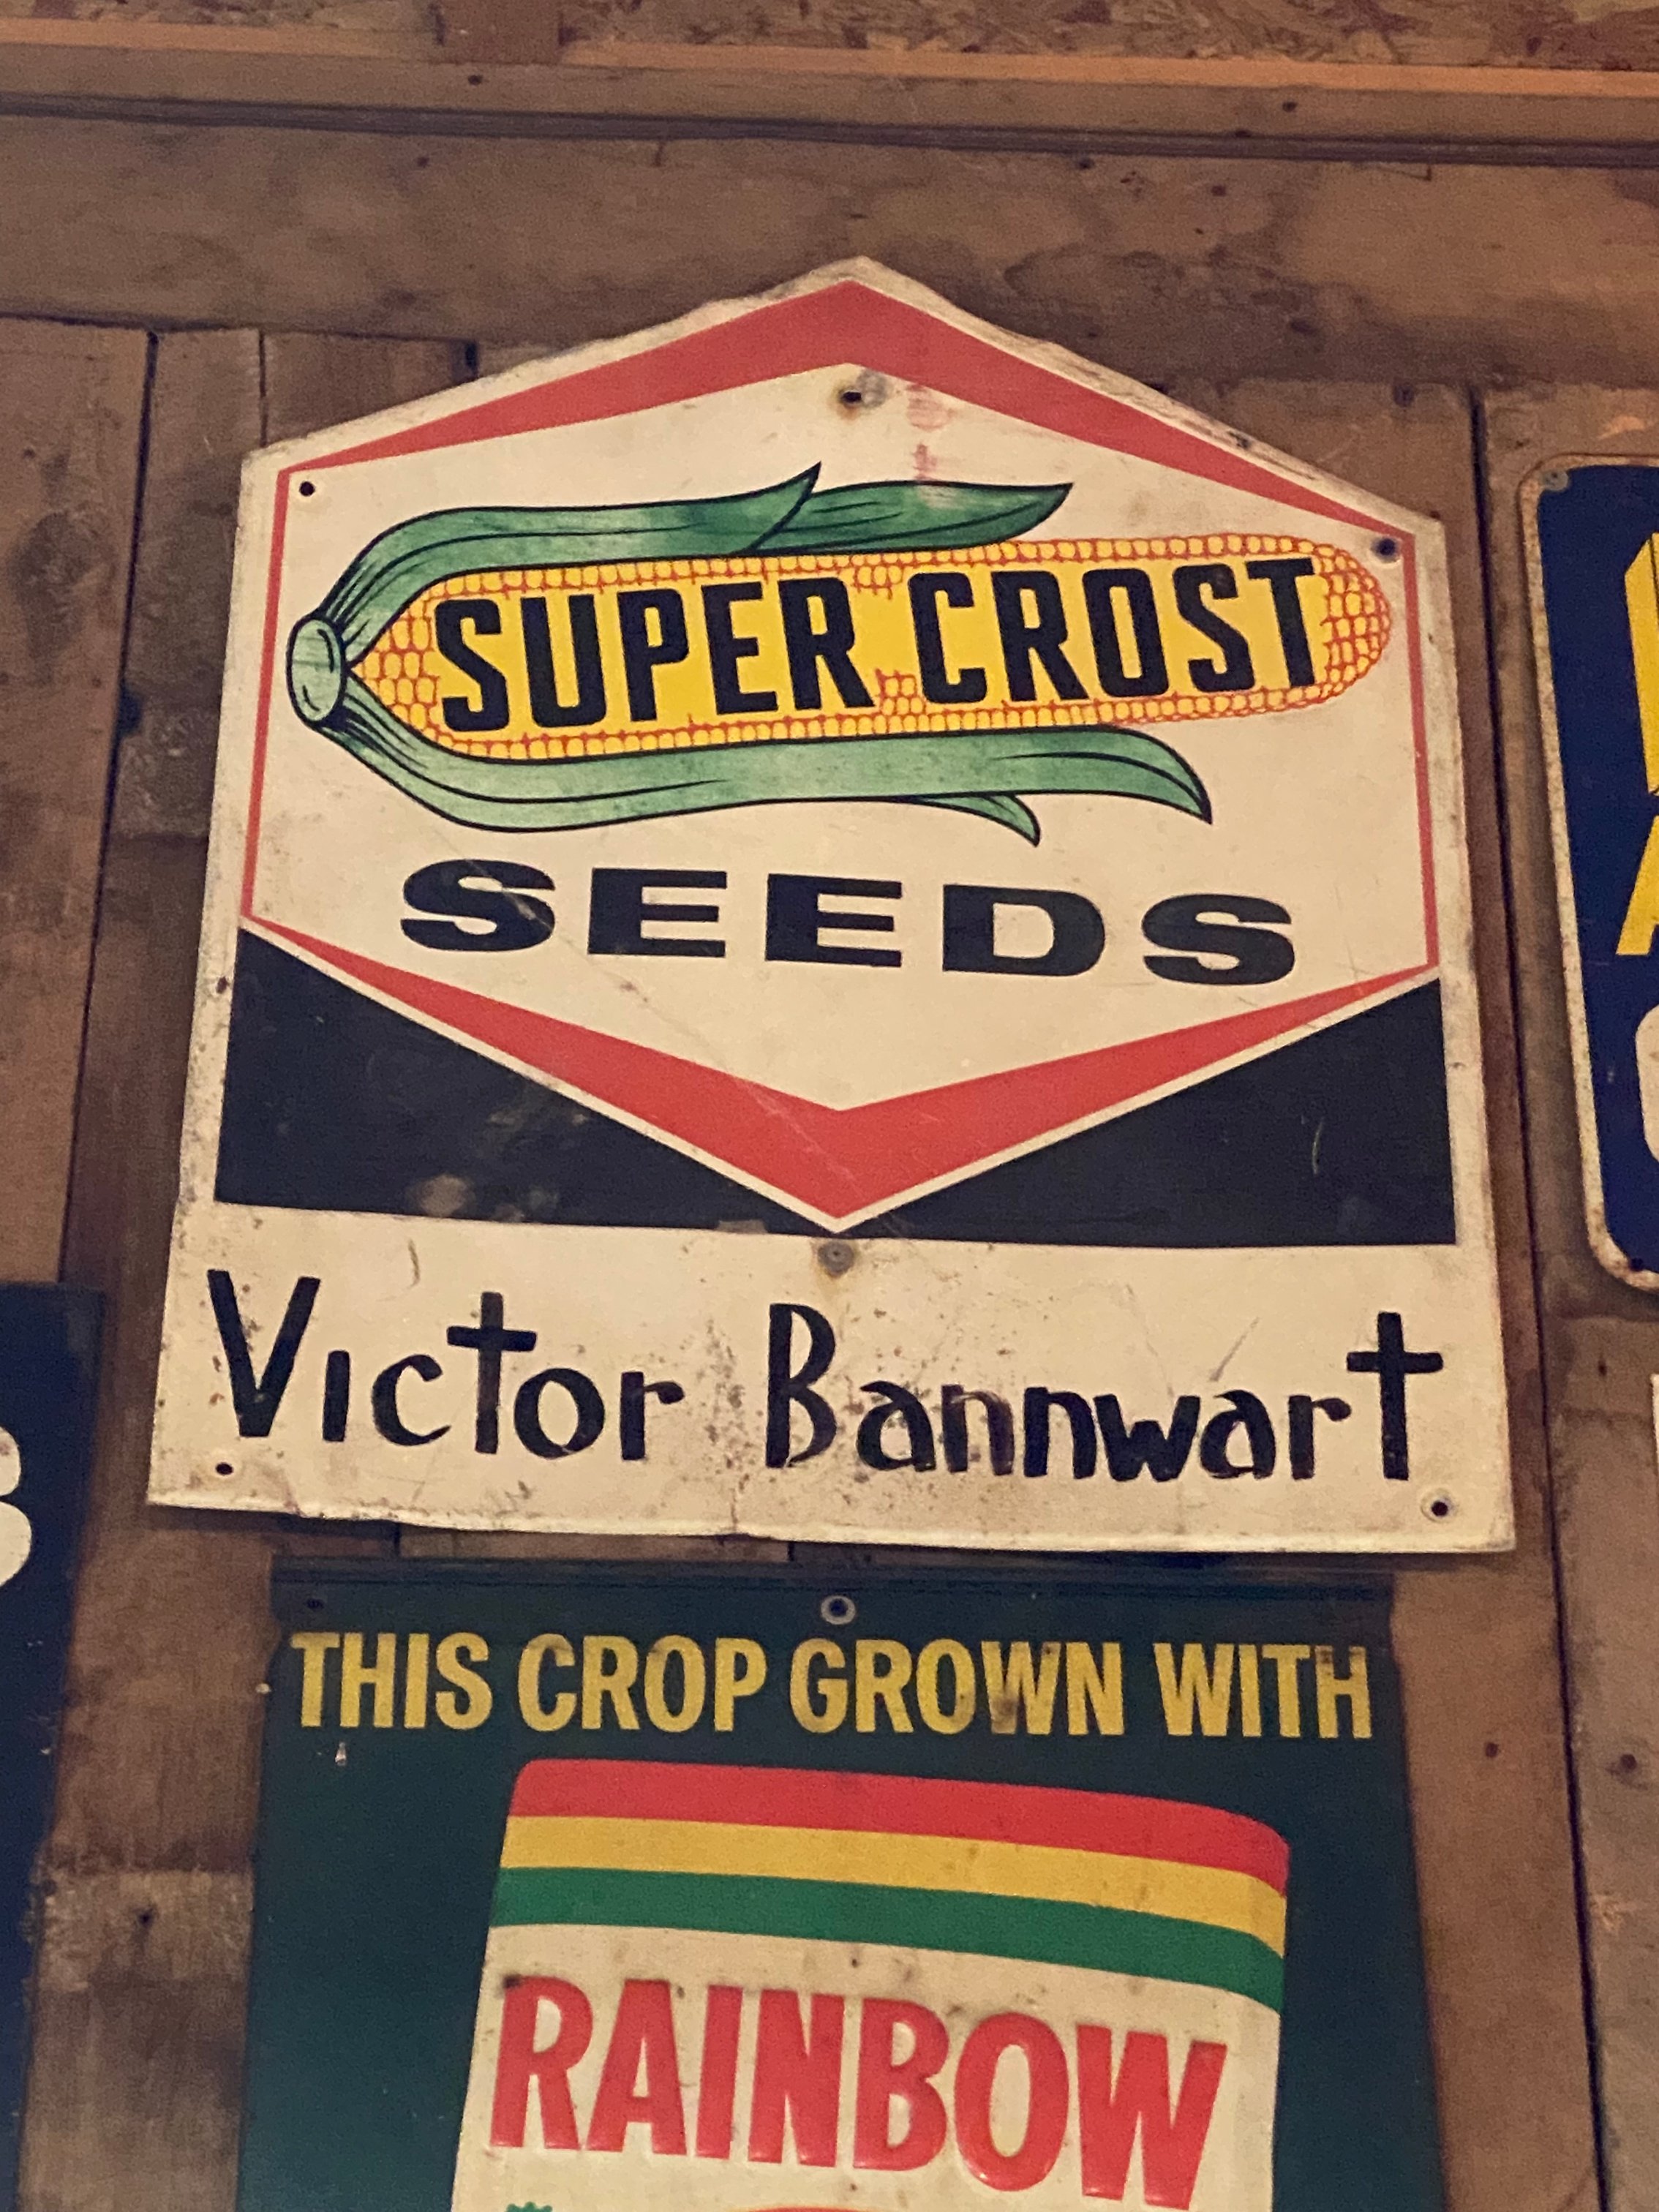 SUPER CROST
SEEDS
Victor Bannwart
THIS CROP GROWN WITH
RAINBOW